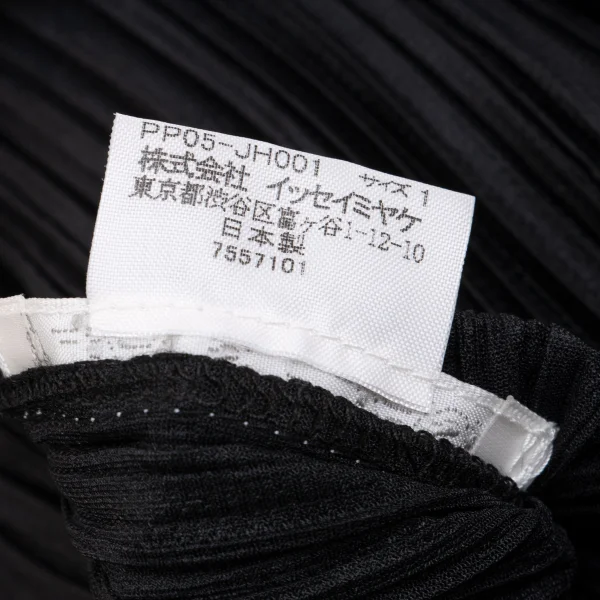 PP05-JH001 サイズ 1
株式会社 イッセイミヤケ
東京都渋谷区富ヶ谷1-12-10
日本製
7557101